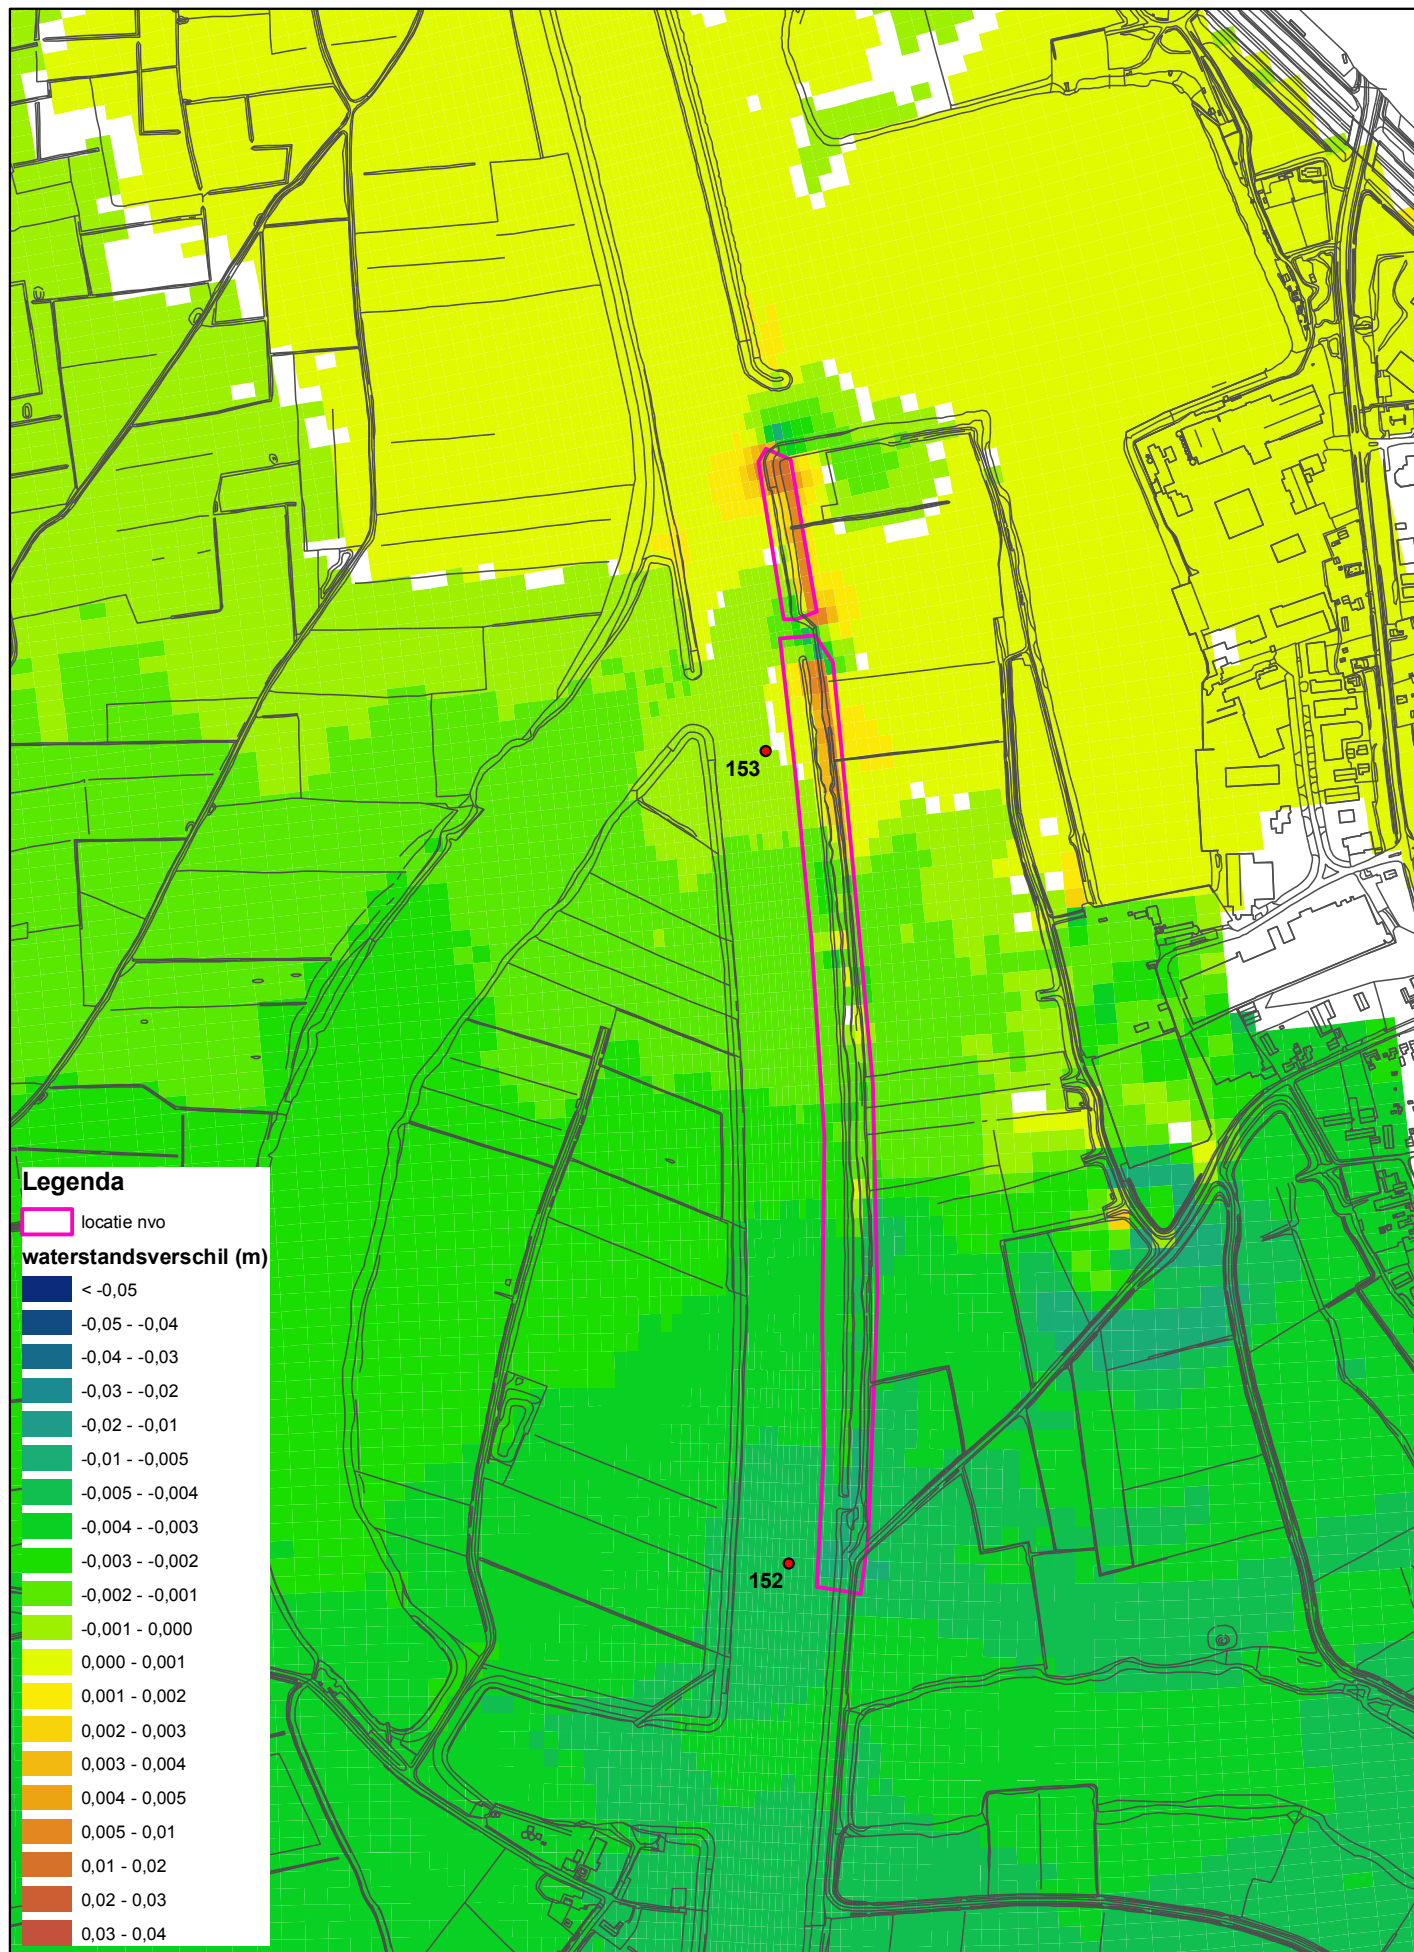 153
152
Legenda
locatie nvo
waterstandsverschil (m)
< -0,05
-0,05 - -0,04
-0,04 - -0,03
-0,03 - -0,02
-0,02 - -0,01
-0,01 - -0,005
-0,005 - -0,004
-0,004 - -0,003
-0,003 - -0,002
-0,002 - -0,001
-0,001 - 0,000
0,000 - 0,001
0,001 - 0,002
0,002 - 0,003
0,003 - 0,004
0,004 - 0,005
0,005 - 0,01
0,01 - 0,02
0,02 - 0,03
0,03 - 0,04